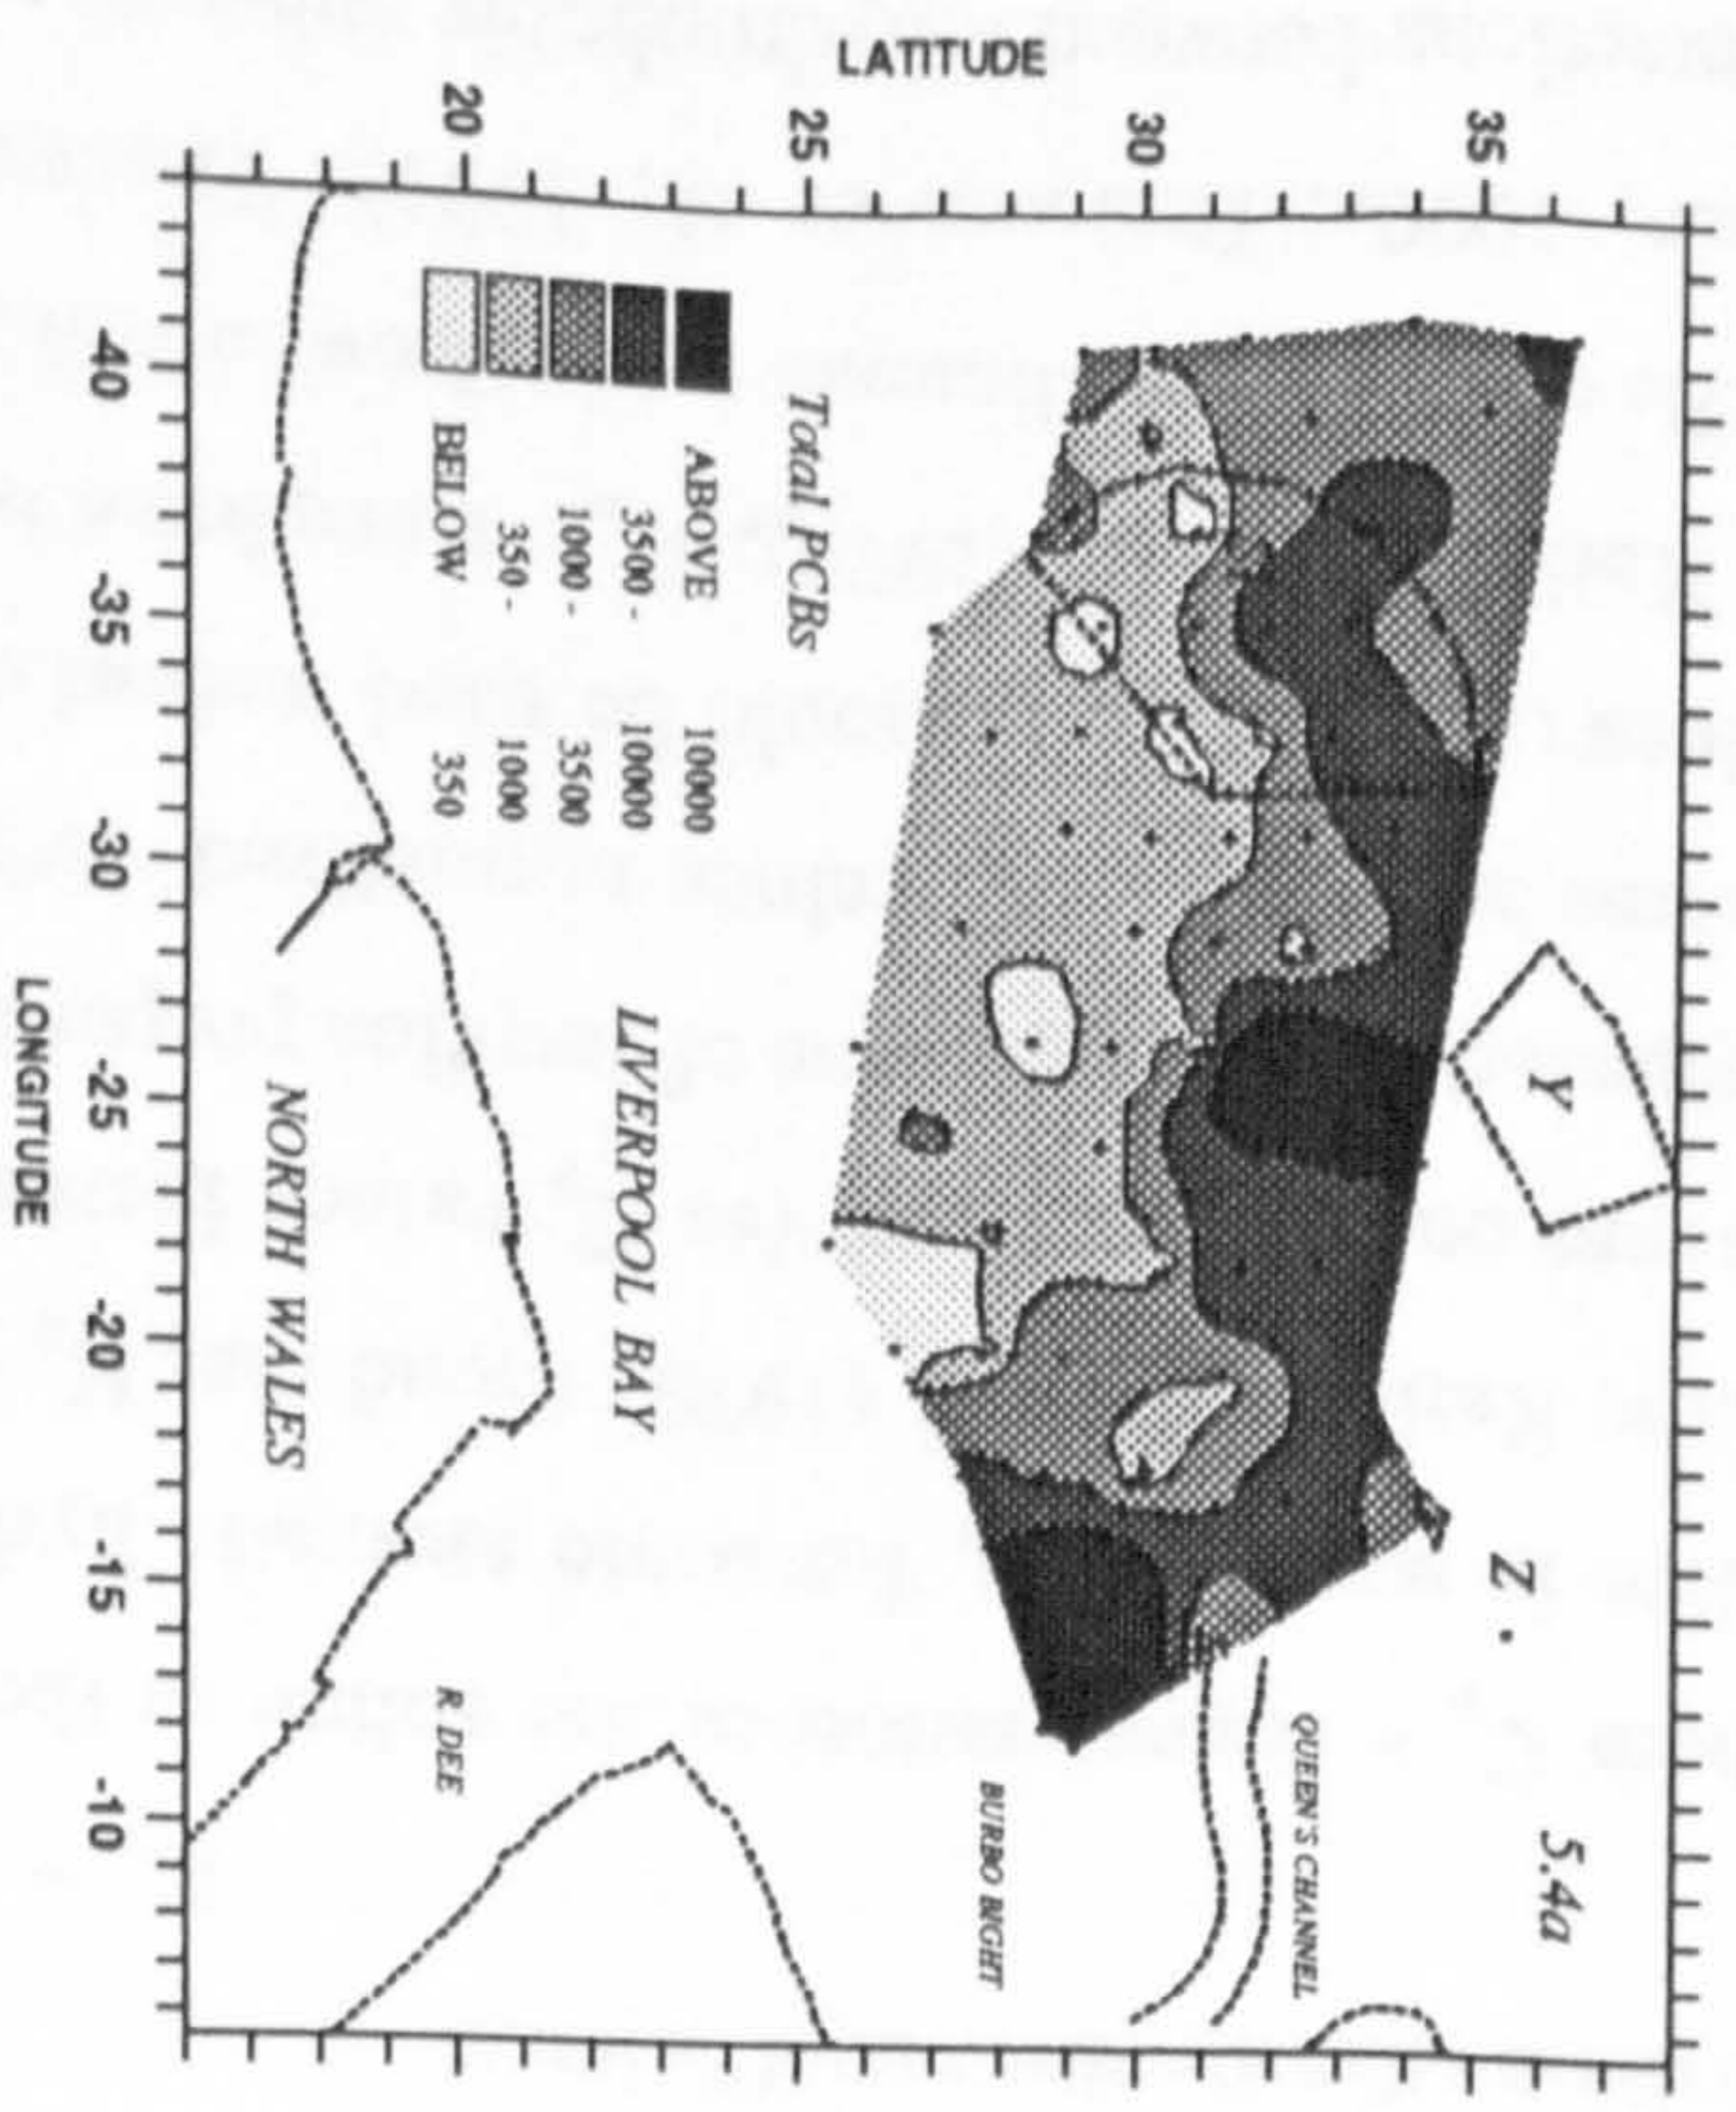 5.4a
Y
Z .
QUEEN'S CHANNEL
BURBO BIGHT
LIVERPOOL BAY
R DEE
NORTH WALES
Total PCBs
ABOVE 10000
3500 - 10000
1000 - 3500
350 - 1000
BELOW 350
LATITUDE
35
30
25
20
-40 -35 -30 -25 -20 -15 -10
LONGITUDE